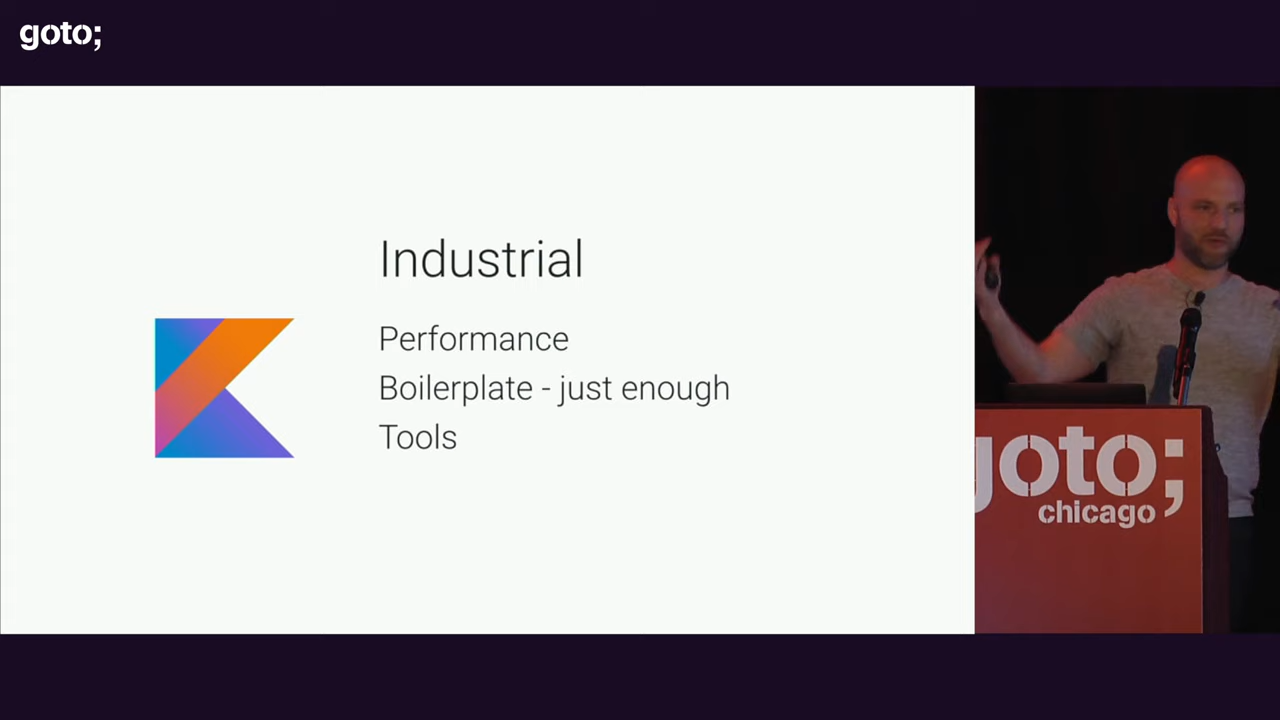 goto;
Industrial
Performance
Boilerplate - just enough
Tools
goto;
chicago